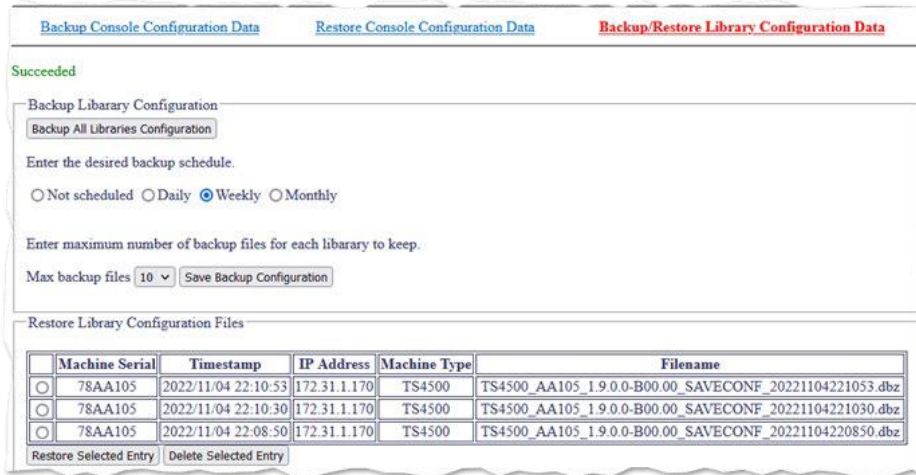 Backup Console Configuration Data Restore Console Configuration Data Backup/Restore Library Configuration Data
Succeeded
Backup Libarary Configuration
Backup All Libraries Configuration
Enter the desired backup schedule.
Not scheduled Daily Weekly Monthly
Enter maximum number of backup files for each libarary to keep.
Max backup files 10 Save Backup Configuration
Restore Library Configuration Files
Machine Serial Timestamp IP Address Machine Type Filename
78AA105 2022/11/04 22:10:53 172.31.1.170 TS4500 TS4500_AA105_1.9.0.0-B00.00_SAVECONF_20221104221053.dbz
78AA105 2022/11/04 22:10:30 172.31.1.170 TS4500 TS4500_AA105_1.9.0.0-B00.00_SAVECONF_20221104221030.dbz
78AA105 2022/11/04 22:08:50 172.31.1.170 TS4500 TS4500_AA105_1.9.0.0-B00.00_SAVECONF_20221104220850.dbz
Restore Selected Entry Delete Selected Entry